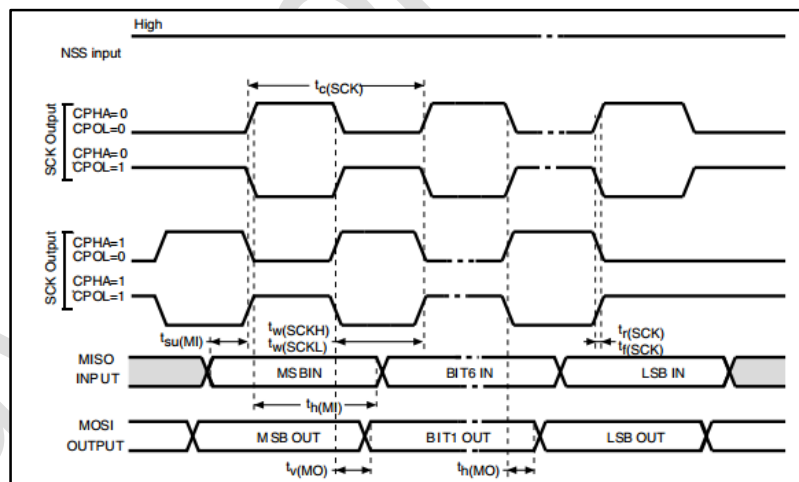 High
NSS input
tc(SCK)
SCK Output
CPHA=0
CPOL=0
CPHA=0
CPOL=1
SCK Output
CPHA=1
CPOL=0
CPHA=1
CPOL=1
tsu(MI)
tw(SCKH)
tw(SCKL)
tr(SCK)
tf(SCK)
MISO
INPUT
MSBIN
BIT6 IN
LSB IN
th(MI)
MOSI
OUTPUT
MSB OUT
BIT1 OUT
LSB OUT
tv(MO)
th(MO)